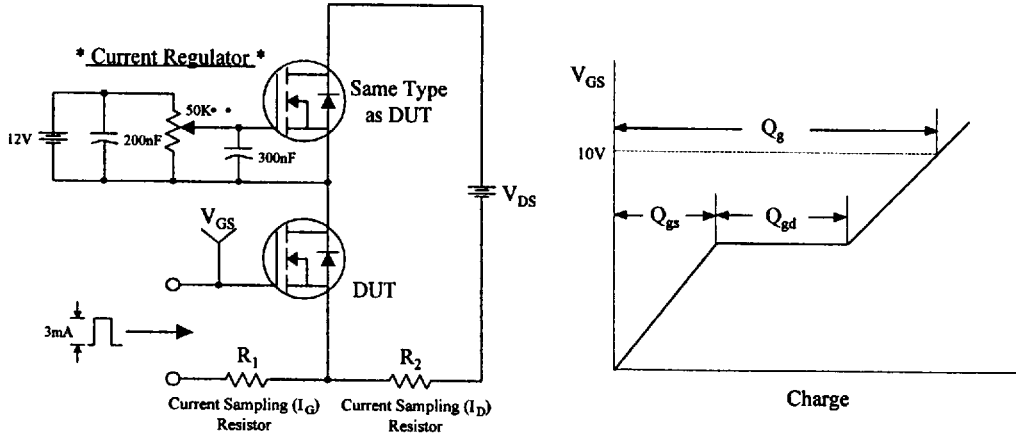 * Current Regulator *
50K••
12V
200nF
300nF
Same Type
as DUT
V_DS
V_GS
DUT
3mA
R_1
R_2
Current Sampling (I_G)
Resistor
Current Sampling (I_D)
Resistor
V_GS
Q_g
10V
Q_gs
Q_gd
Charge